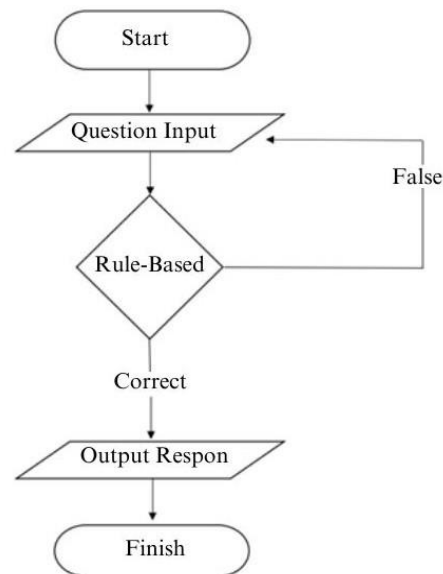 Start
Question Input
False
Rule-Based
Correct
Output Respon
Finish